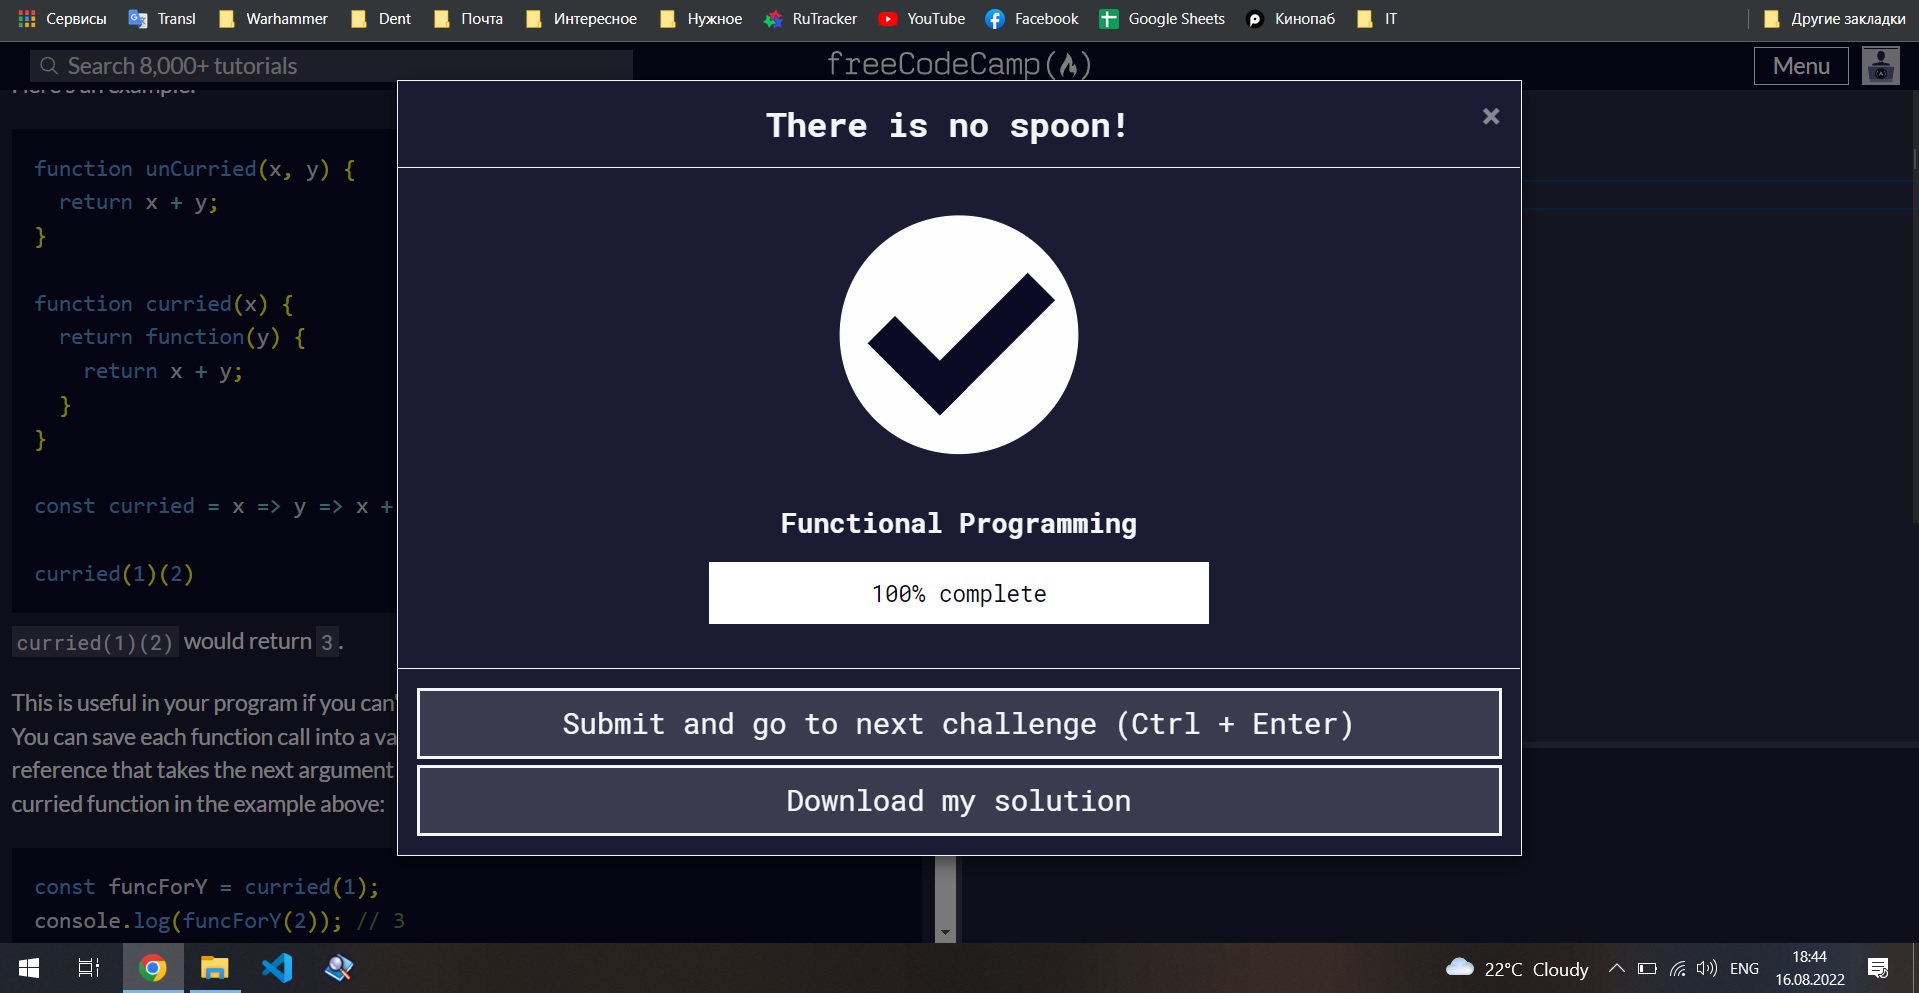 Сервисы Transl Warhammer Dent Почта Интересное Нужное RuTracker YouTube Facebook Google Sheets Кинопаб IT Другие закладки
Search 8,000+ tutorials
freeCodeCamp
Menu
Here's an example:
function unCurried(x, y) {
return x + y;
}
function curried(x) {
return function(y) {
return x + y;
}
}
const curried = x => y => x +
curried(1)(2)
curried(1)(2) would return 3.
This is useful in your program if you can'
You can save each function call into a va
reference that takes the next argument
curried function in the example above:
const funcForY = curried(1);
console.log(funcForY(2)); // 3
There is no spoon!
×
Functional Programming
100% complete
Submit and go to next challenge (Ctrl + Enter)
Download my solution
22°C Cloudy
ENG
18:44
16.08.2022